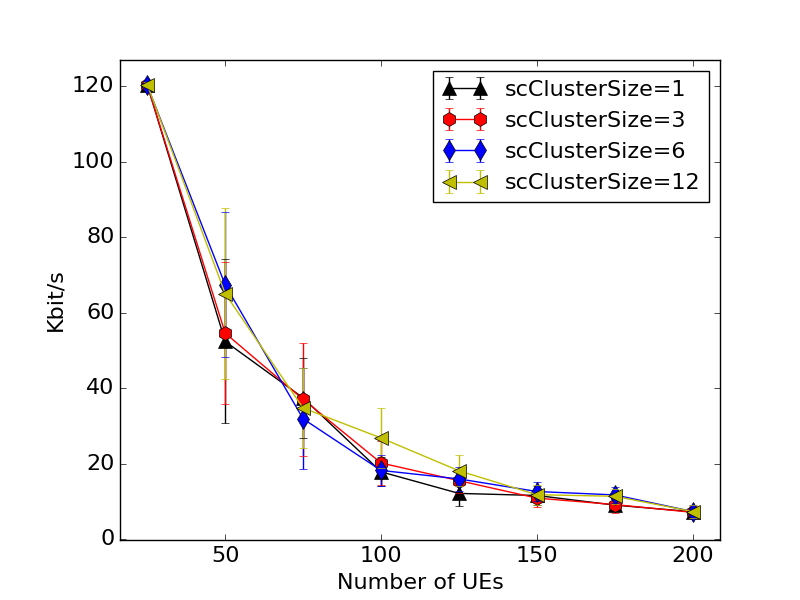 120
100
80
60
40
20
0
Kbit/s
50
100
150
200
Number of UEs
scClusterSize=1
scClusterSize=3
scClusterSize=6
scClusterSize=12